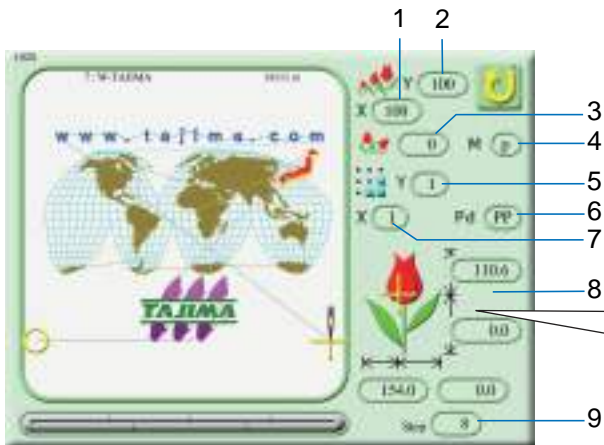 1 2
7: W-TAJIMA
Y 100
X 100
www.tajima.com
3
0 M p 4
Y 1 5
X 1 Pd PP 6
7
110.6
8
TAJIMA
0.0
154.0 0.0
Step 8 9